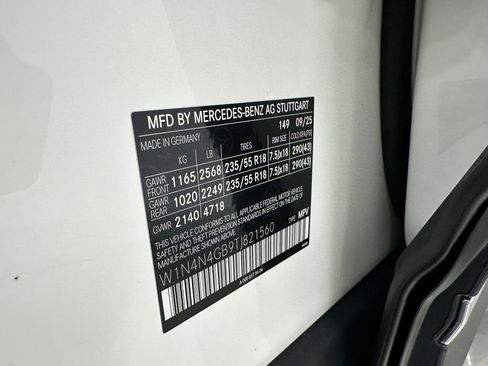 MFD BY MERCEDES-BENZ AG STUTTGART
MADE IN GERMANY 149 09/25
KG LB TIRES RIM SIZE COLD KPA(PSI)
GAWR FRONT 1165 2568 235/55 R18 7.5Jx18 290(43)
GAWR REAR 1020 2249 235/55 R18 7.5Jx18 290(43)
GVWR 2140 4718
THIS VEHICLE CONFORMS TO ALL APPLICABLE FEDERAL MOTOR VEHICLE
SAFETY, BUMPER, AND THEFT PREVENTION STANDARDS IN EFFECT ON THE DATE OF
MANUFACTURE SHOWN ABOVE.
TYPE: MPV
W1N4N4GB9TJ821560